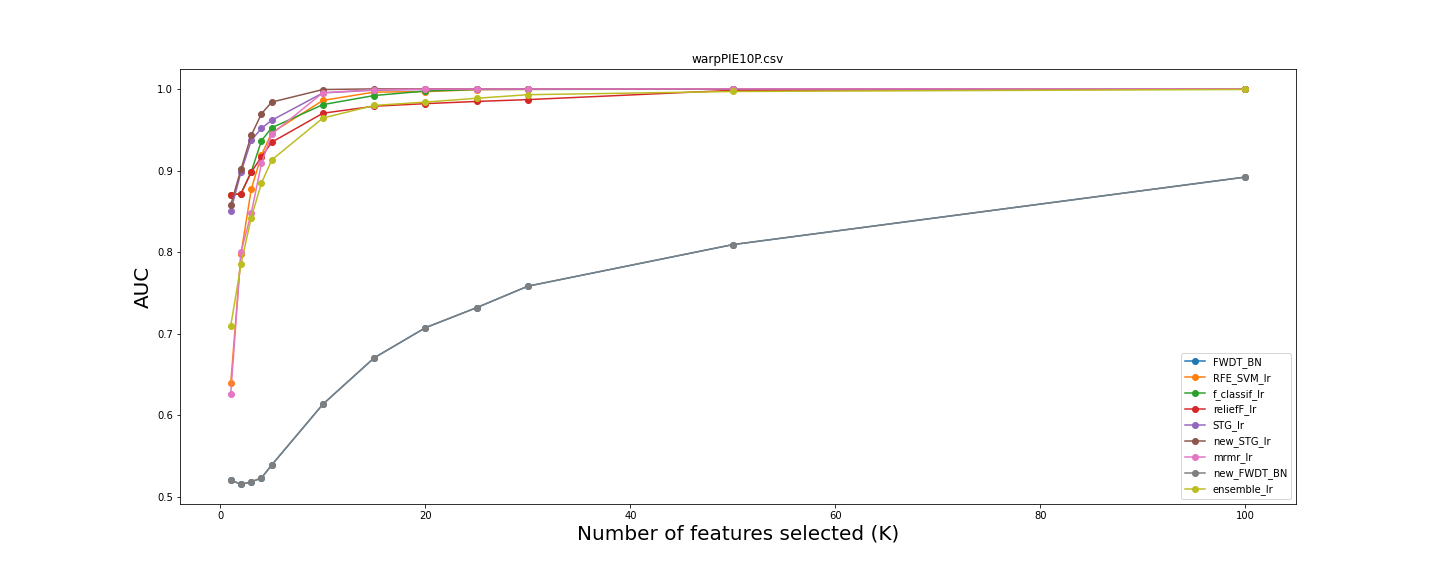 warpPIE10P.csv
AUC
1.0
0.9
0.8
0.7
0.6
0.5
0
20
40
60
80
100
Number of features selected (K)
FWDT_BN
RFE_SVM_lr
f_classif_lr
reliefF_lr
STG_lr
new_STG_lr
mrmr_lr
new_FWDT_BN
ensemble_lr